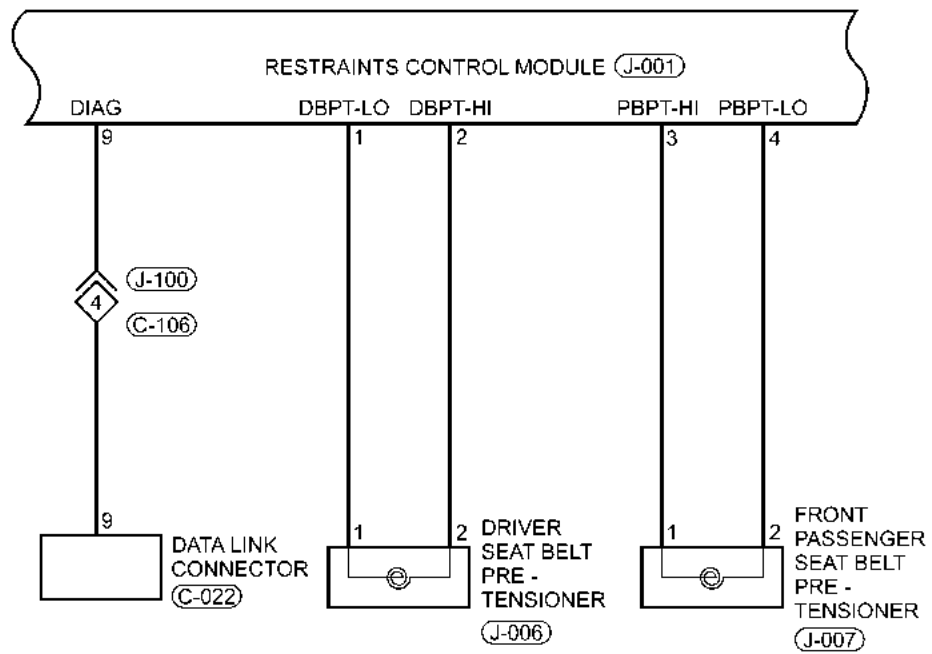 RESTRAINTS CONTROL MODULE J-001
DIAG DBPT-LO DBPT-HI PBPT-HI PBPT-LO
9 1 2 3 4
J-100
4
C-106
9 1 2 1 2
DATA LINK
CONNECTOR
C-022
DRIVER
SEAT BELT
PRE -
TENSIONER
J-006
FRONT
PASSENGER
SEAT BELT
PRE -
TENSIONER
J-007